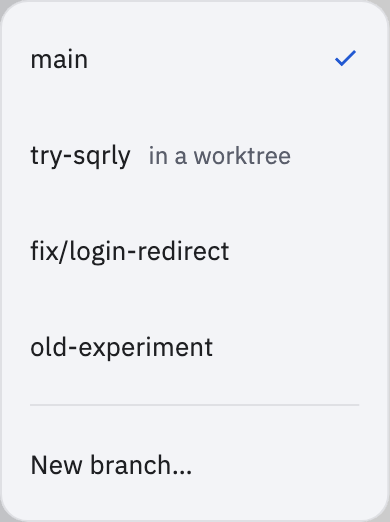 main
try-sqrly in a worktree
fix/login-redirect
old-experiment
New branch...